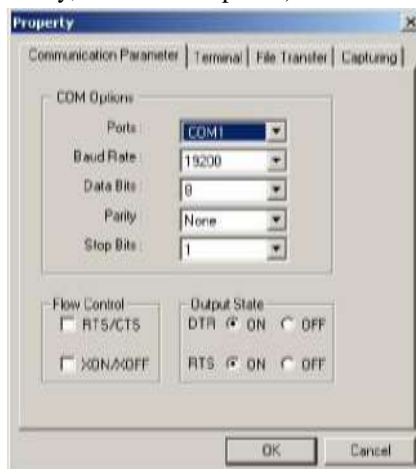 Property
Communication Parameter Terminal File Transfer Capturing
COM Options
Ports : COM1
Baud Rate : 19200
Data Bits : 8
Parity None
Stop Bits : 1
Flow Control Output State
RTS/CTS DTR ON OFF
XON/XOFF RTS ON OFF
OK Cancel